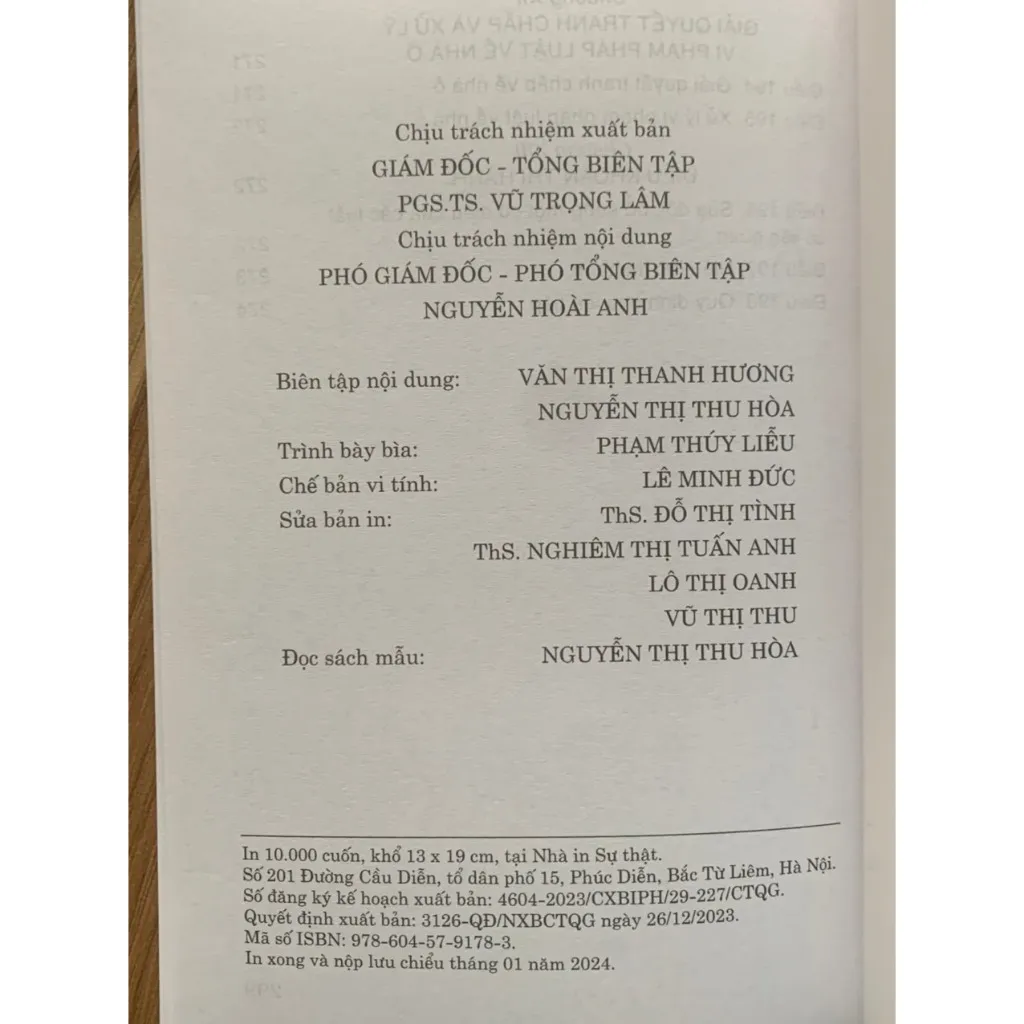 Chịu trách nhiệm xuất bản
GIÁM ĐỐC - TỔNG BIÊN TẬP
PGS.TS. VŨ TRỌNG LÂM
Chịu trách nhiệm nội dung
PHÓ GIÁM ĐỐC - PHÓ TỔNG BIÊN TẬP
NGUYỄN HOÀI ANH
Biên tập nội dung: VĂN THỊ THANH HƯƠNG
NGUYỄN THỊ THU HÒA
Trình bày bìa: PHẠM THÚY LIỄU
Chế bản vi tính: LÊ MINH ĐỨC
Sửa bản in: ThS. ĐỖ THỊ TÌNH
ThS. NGHIÊM THỊ TUẤN ANH
LÔ THỊ OANH
VŨ THỊ THU
Đọc sách mẫu: NGUYỄN THỊ THU HÒA
In 10.000 cuốn, khổ 13 x 19 cm, tại Nhà in Sự thật.
Số 201 Đường Cầu Diễn, tổ dân phố 15, Phúc Diễn, Bắc Từ Liêm, Hà Nội.
Số đăng ký kế hoạch xuất bản: 4604-2023/CXBIPH/29-227/CTQG.
Quyết định xuất bản: 3126-QĐ/NXBCTQG ngày 26/12/2023.
Mã số ISBN: 978-604-57-9178-3.
In xong và nộp lưu chiểu tháng 01 năm 2024.